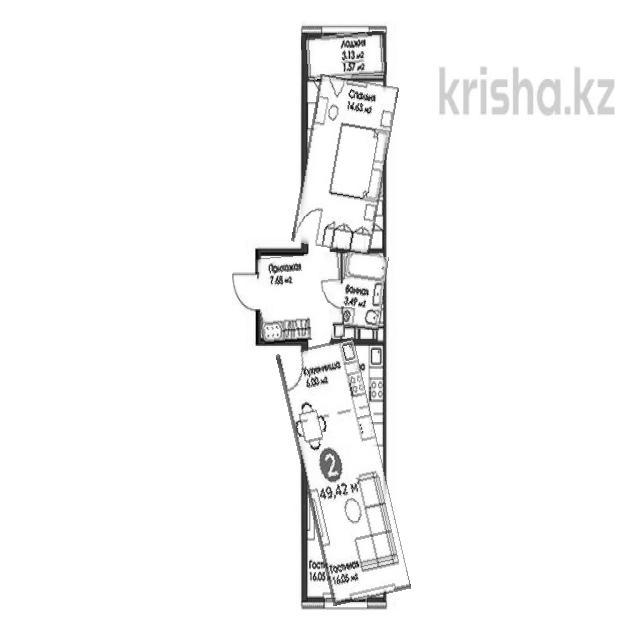 Лоджия
3.13 м2
1.57 м2
krisha.kz
Спальня
14.63 м2
Прихожая
7.68 м2
Ванная
3.49 м2
Кухня-ниша
6.00 м2
2
49,42 м²
Гостиная
16.05 м2
16.05